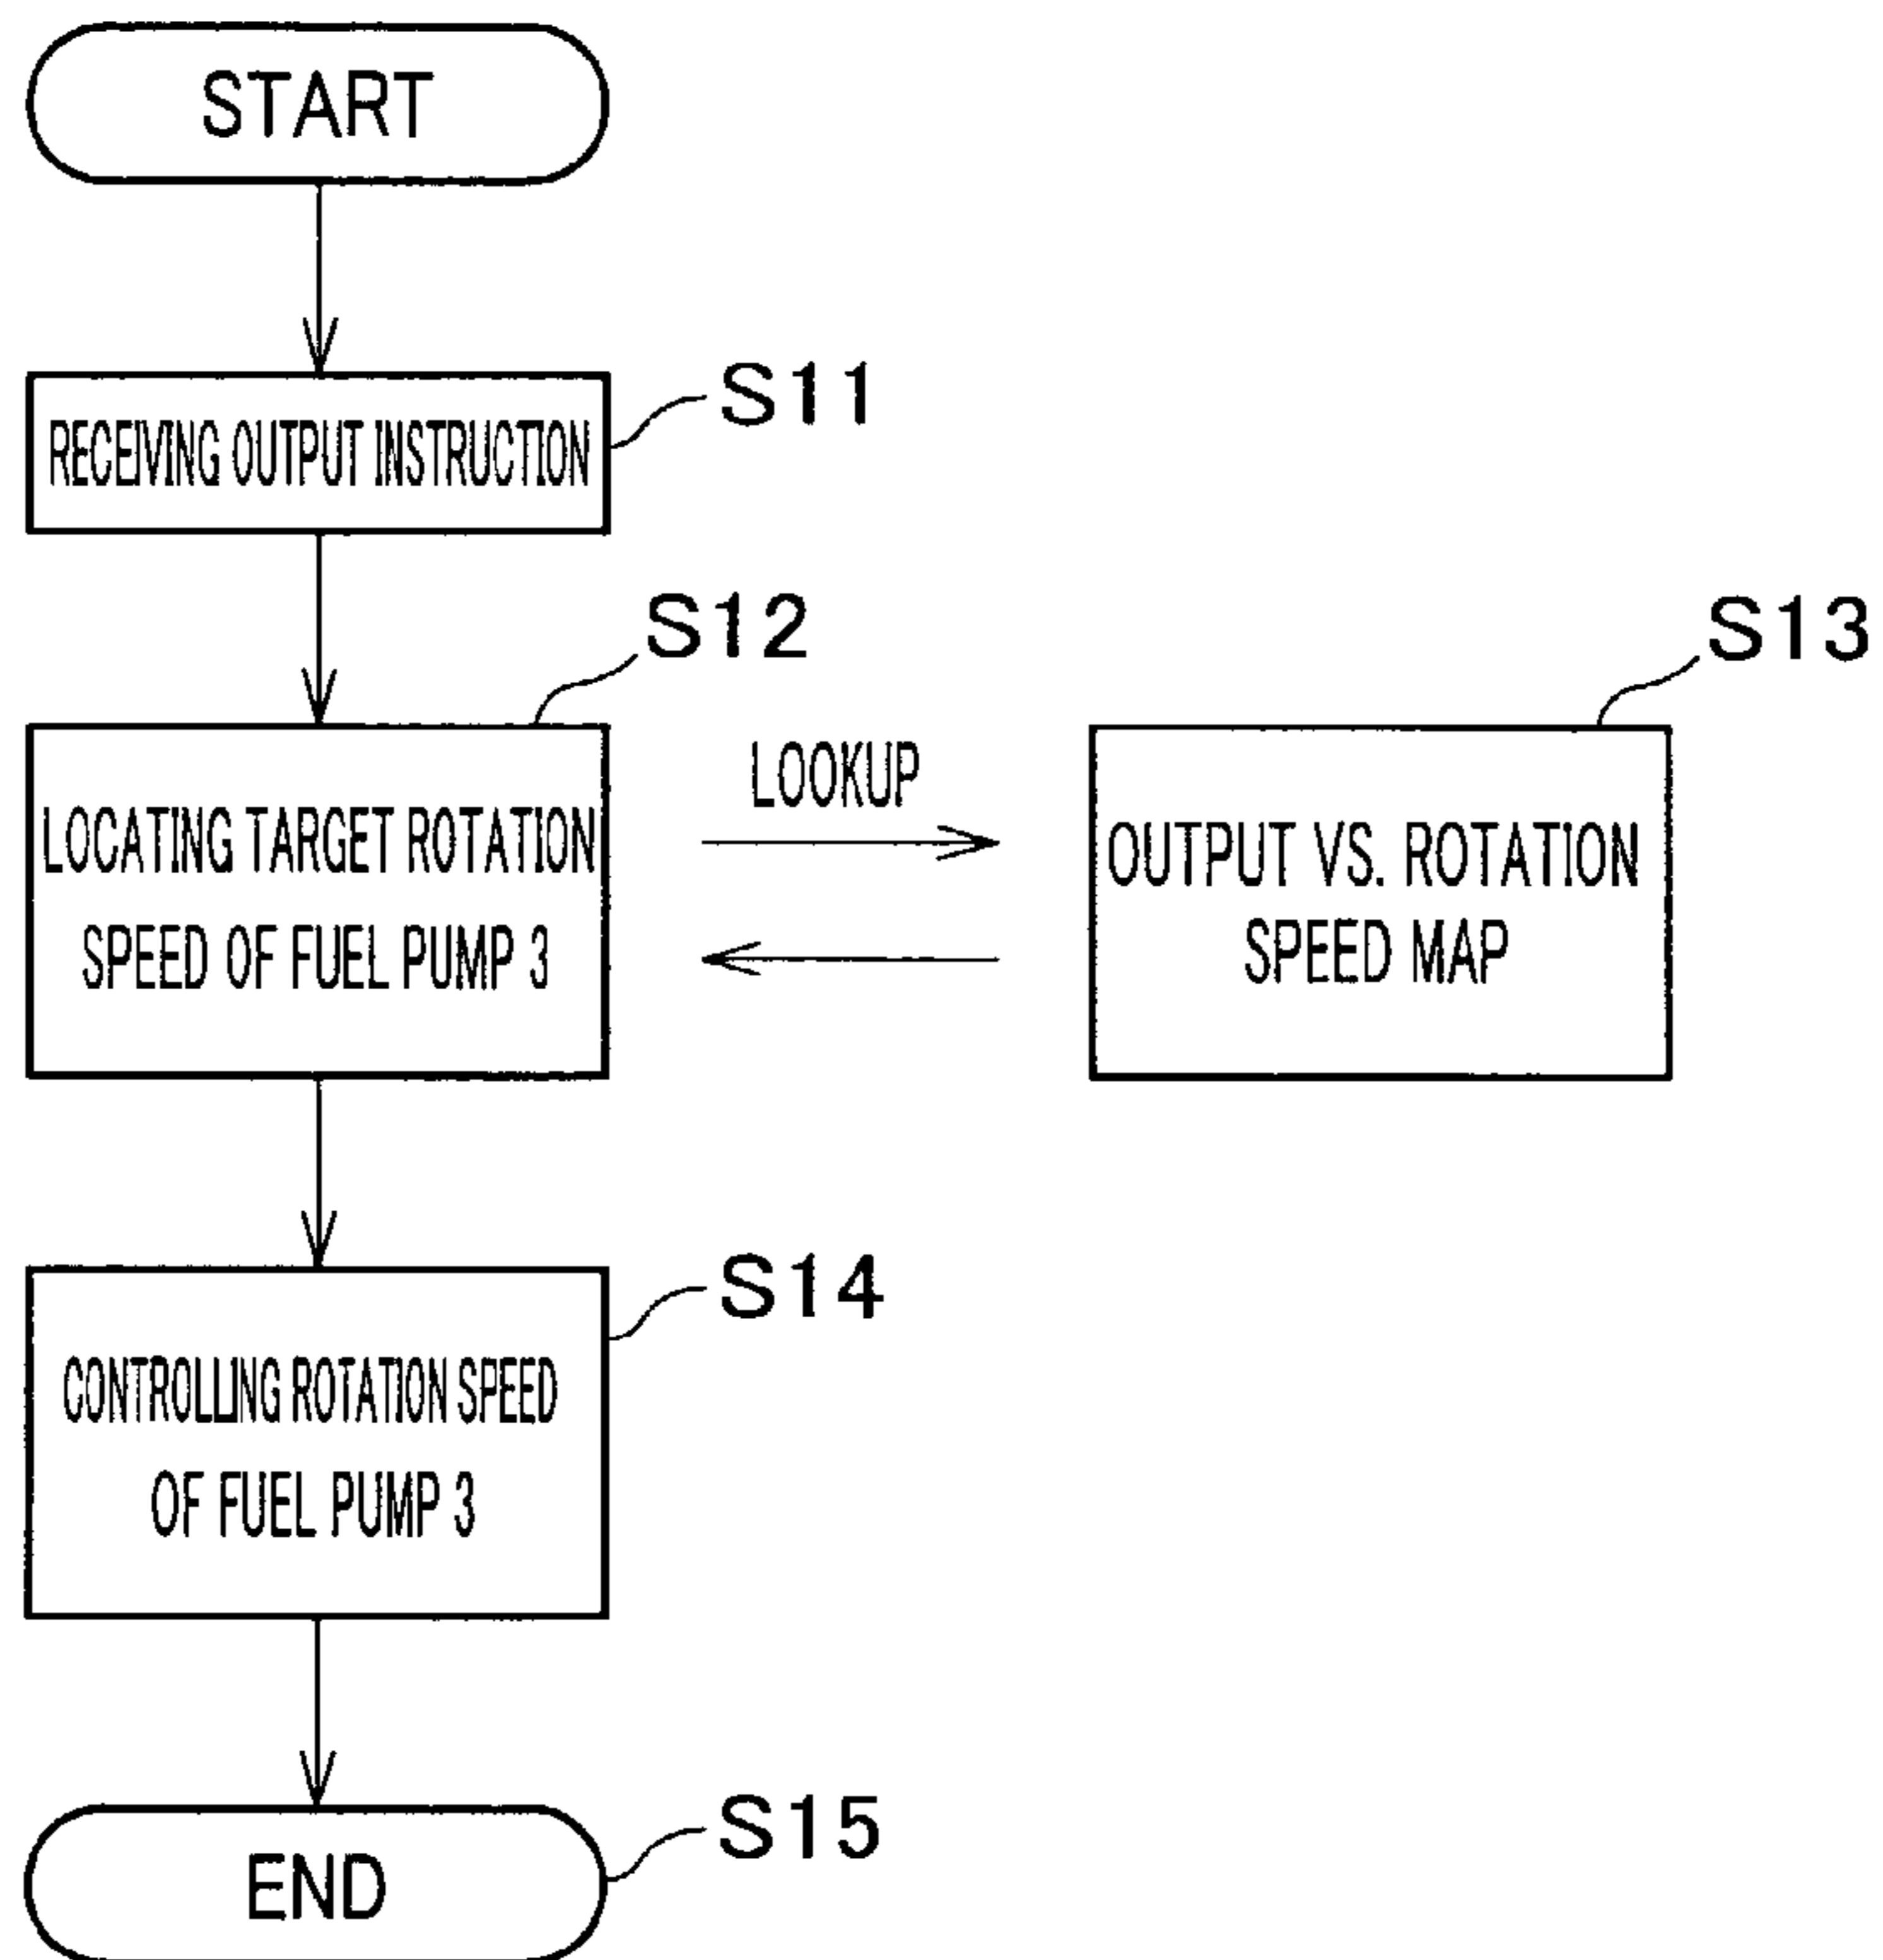 START
S11
RECEIVING OUTPUT INSTRUCTION
S12
S13
LOCATING TARGET ROTATION
SPEED OF FUEL PUMP 3
LOOKUP
OUTPUT VS. ROTATION
SPEED MAP
S14
CONTROLLING ROTATION SPEED
OF FUEL PUMP 3
S15
END